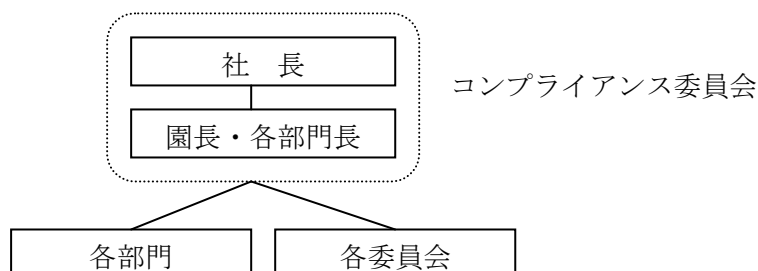 社　長
コンプライアンス委員会
園長・各部門長
各部門
各委員会